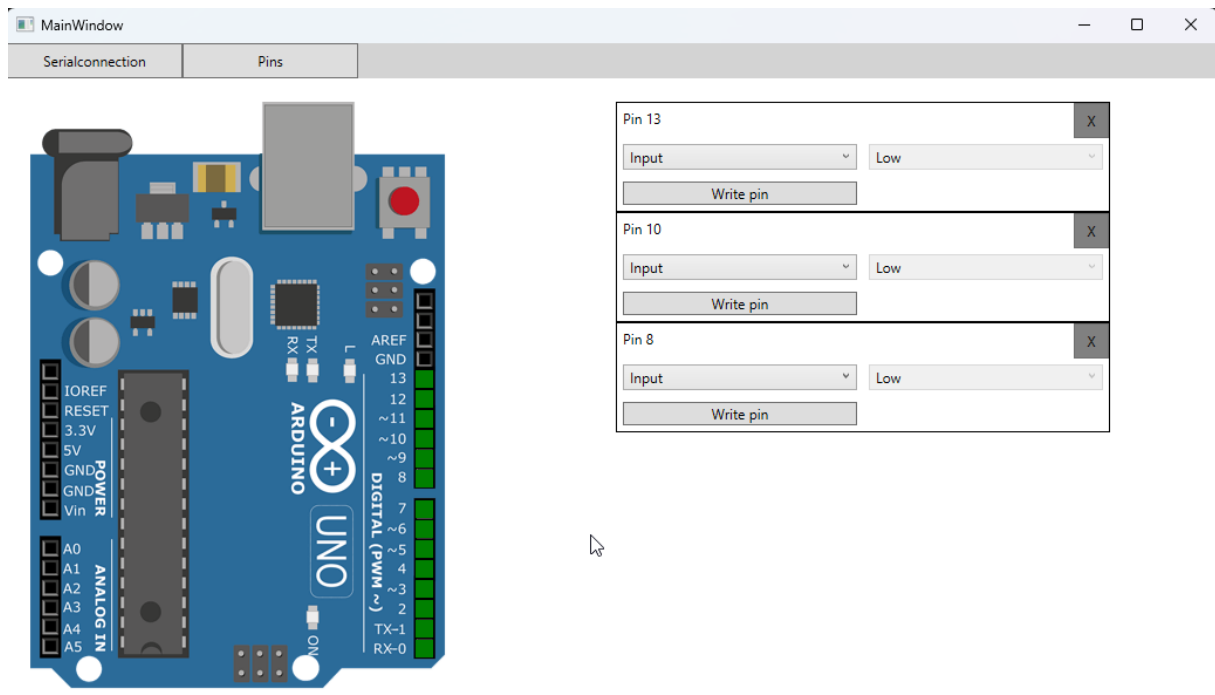 MainWindow
Serialconnection
Pins
Pin 13
X
Input
Low
Write pin
Pin 10
X
Input
Low
Write pin
Pin 8
X
Input
Low
Write pin
RX
TX
L
AREF
GND
13
12
~11
~10
~9
8
7
~6
~5
4
~3
2
TX-1
RX-0
DIGITAL (PWM ~)
ARDUINO
UNO
ON
IOREF
RESET
3.3V
5V
GND
GND
Vin
POWER
A0
A1
A2
A3
A4
A5
ANALOG IN